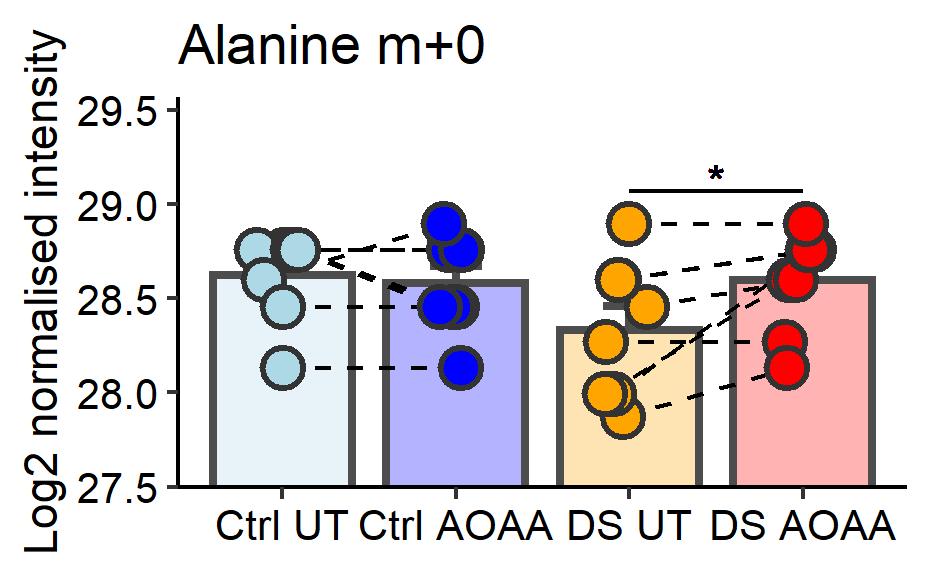 Alanine m+0
Log2 normalised intensity
29.5
29.0
28.5
28.0
27.5
*
Ctrl UT Ctrl AOAA DS UT DS AOAA